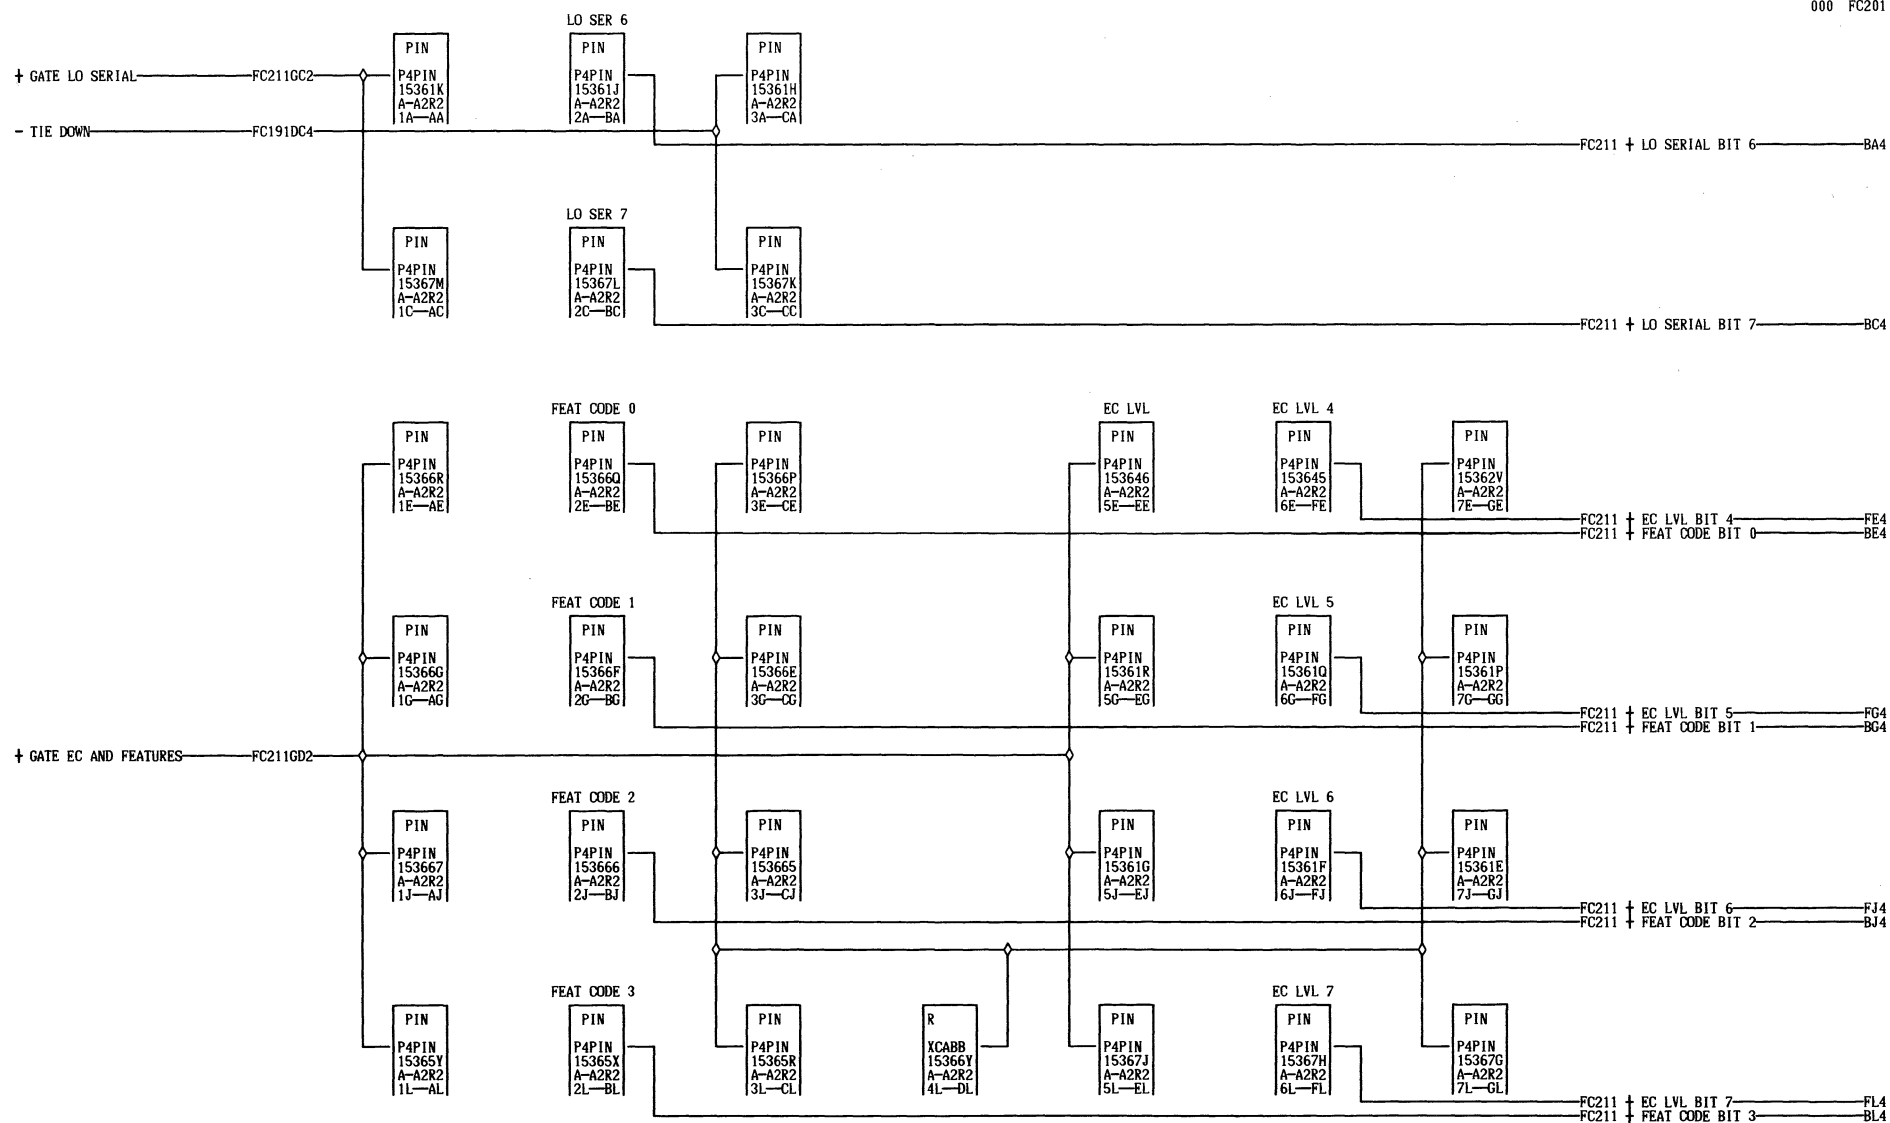 000 FC201
LO SER 6
PIN PIN PIN
+ GATE LO SERIAL FC211GC2 P4PIN P4PIN P4PIN
15361K 15361J 15361H
A-A2R2 A-A2R2 A-A2R2
1A—AA 2A—BA 3A—CA
- TIE DOWN FC191DC4
FC211 + LO SERIAL BIT 6 BA4
LO SER 7
PIN PIN PIN
P4PIN P4PIN P4PIN
15367M 15367L 15367K
A-A2R2 A-A2R2 A-A2R2
1C—AC 2C—BC 3C—CC
FC211 + LO SERIAL BIT 7 BC4
FEAT CODE 0 EC LVL EC LVL 4
PIN PIN PIN PIN PIN PIN
P4PIN P4PIN P4PIN P4PIN P4PIN P4PIN
15366R 15366Q 15366P 153646 153645 15362V
A-A2R2 A-A2R2 A-A2R2 A-A2R2 A-A2R2 A-A2R2
1E—AE 2E—BE 3E—CE 5E—EE 6E—FE 7E—GE
FC211 + EC LVL BIT 4 FE4
FC211 + FEAT CODE BIT 0 BE4
FEAT CODE 1 EC LVL 5
PIN PIN PIN PIN PIN PIN
P4PIN P4PIN P4PIN P4PIN P4PIN P4PIN
15366G 15366F 15366E 15361R 15361Q 15361P
A-A2R2 A-A2R2 A-A2R2 A-A2R2 A-A2R2 A-A2R2
1G—AG 2G—BG 3G—CG 5G—EG 6G—FG 7G—GG
FC211 + EC LVL BIT 5 FG4
FC211 + FEAT CODE BIT 1 BG4
+ GATE EC AND FEATURES FC211GD2
FEAT CODE 2 EC LVL 6
PIN PIN PIN PIN PIN PIN
P4PIN P4PIN P4PIN P4PIN P4PIN P4PIN
153667 153666 153665 15361G 15361F 15361E
A-A2R2 A-A2R2 A-A2R2 A-A2R2 A-A2R2 A-A2R2
1J—AJ 2J—BJ 3J—CJ 5J—EJ 6J—FJ 7J—GJ
FC211 + EC LVL BIT 6 FJ4
FC211 + FEAT CODE BIT 2 BJ4
FEAT CODE 3 EC LVL 7
PIN PIN PIN R PIN PIN PIN
P4PIN P4PIN P4PIN XCABB P4PIN P4PIN P4PIN
15365Y 15365X 15365R 15366Y 15367J 15367H 15367G
A-A2R2 A-A2R2 A-A2R2 A-A2R2 A-A2R2 A-A2R2 A-A2R2
1L—AL 2L—BL 3L—CL 4L—DL 5L—EL 6L—FL 7L—GL
FC211 + EC LVL BIT 7 FL4
FC211 + FEAT CODE BIT 3 BL4